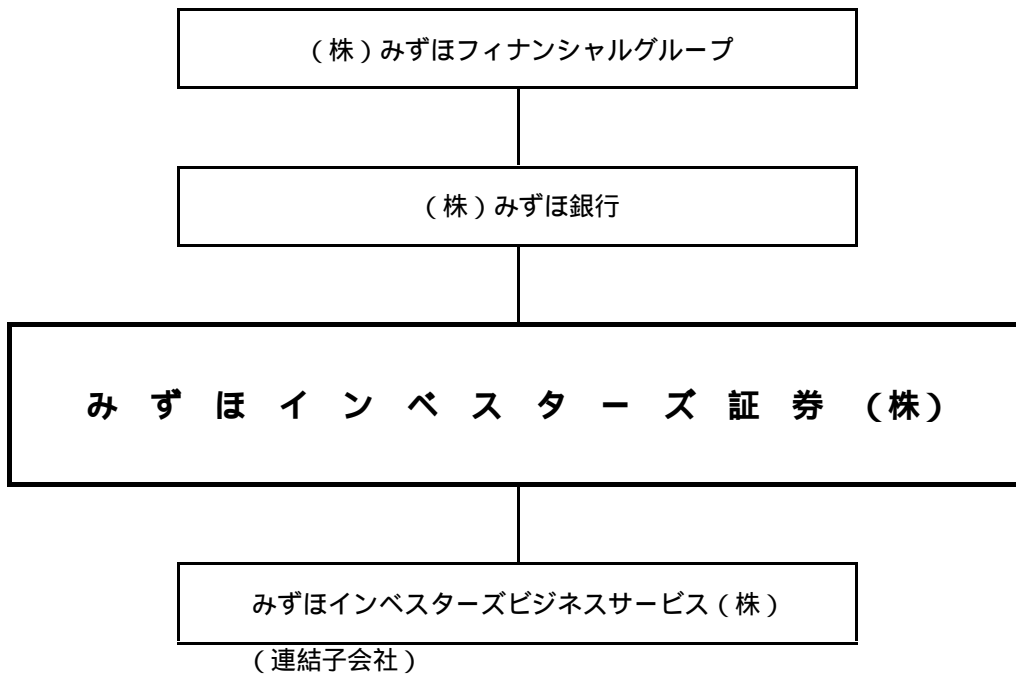 （株）みずほフィナンシャルグループ
（株）みずほ銀行
みずほインベスターズ証券（株）
みずほインベスターズビジネスサービス（株）
（連結子会社）